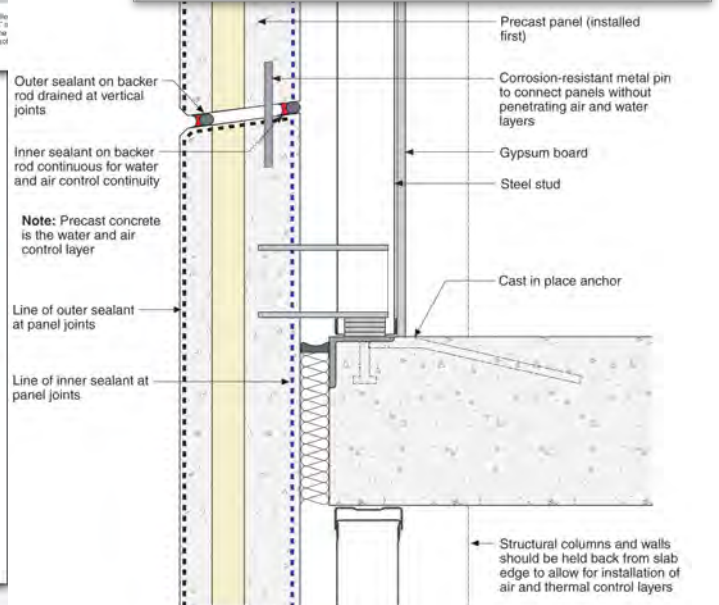 Precast panel (installed
first)
Outer sealant on backer
rod drained at vertical
joints
Corrosion-resistant metal pin
to connect panels without
penetrating air and water
layers
Inner sealant on backer
rod continuous for water
and air control continuity
Gypsum board
Steel stud
Note: Precast concrete
is the water and air
control layer
Cast in place anchor
Line of outer sealant
at panel joints
Line of inner sealant at
panel joints
Structural columns and walls
should be held back from slab
edge to allow for installation of
air and thermal control layers